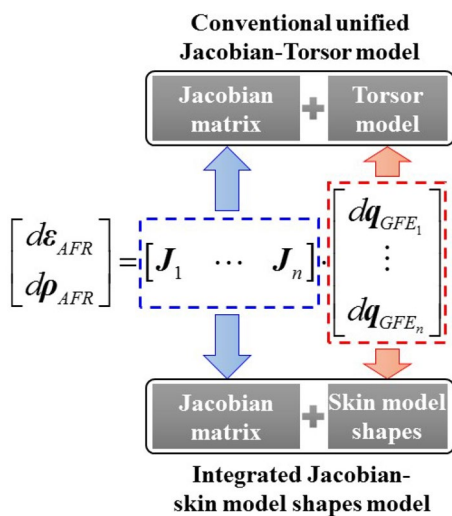 Conventional unified
Jacobian-Torsor model
Jacobian matrix + Torsor model
[dε_AFR dρ_AFR] = [J_1 ⋯ J_n] · [dq_GFE_1 ⋮ dq_GFE_n]
Jacobian matrix + Skin model shapes
Integrated Jacobian-
skin model shapes model